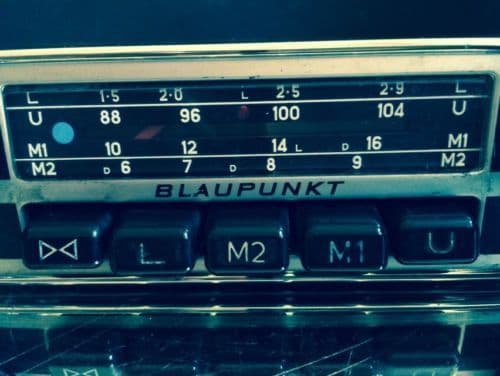 L 1·5 2·0 L 2·5 2·9 L
U 88 96 100 104 U
M1 10 12 14 L D 16 M1
M2 D 6 7 D 8 9 M2
BLAUPUNKT
L M2 M1 U